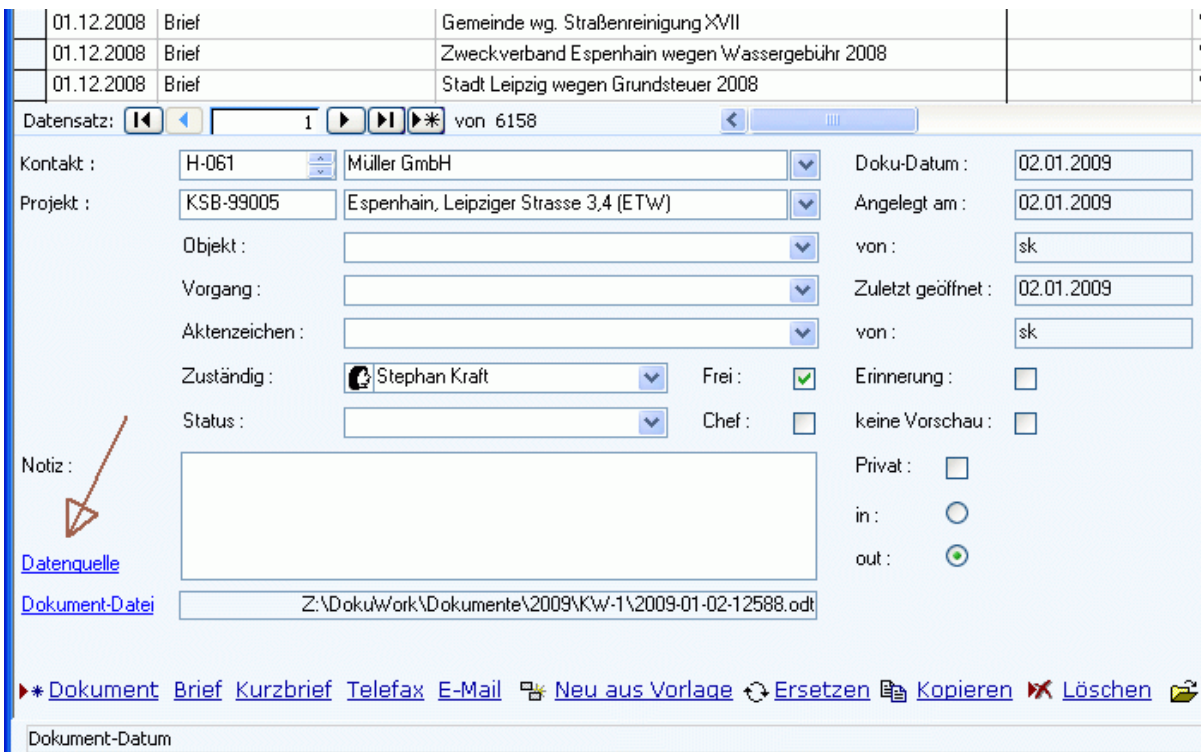 01.12.2008 Brief Gemeinde wg. Straßenreinigung XVII
01.12.2008 Brief Zweckverband Espenhain wegen Wassergebühr 2008
01.12.2008 Brief Stadt Leipzig wegen Grundsteuer 2008
Datensatz: 1 von 6158
Kontakt : H-061 Müller GmbH Doku-Datum : 02.01.2009
Projekt : KSB-99005 Espenhain, Leipziger Strasse 3,4 (ETW) Angelegt am : 02.01.2009
Objekt : von : sk
Vorgang : Zuletzt geöffnet : 02.01.2009
Aktenzeichen : von : sk
Zuständig : Stephan Kraft Frei : Erinnerung :
Status : Chef : keine Vorschau :
Notiz : Privat :
in :
Datenquelle out :
Dokument-Datei Z:\DokuWork\Dokumente\2009\KW-1\2009-01-02-12588.odt
Dokument Brief Kurzbrief Telefax E-Mail Neu aus Vorlage Ersetzen Kopieren Löschen
Dokument-Datum